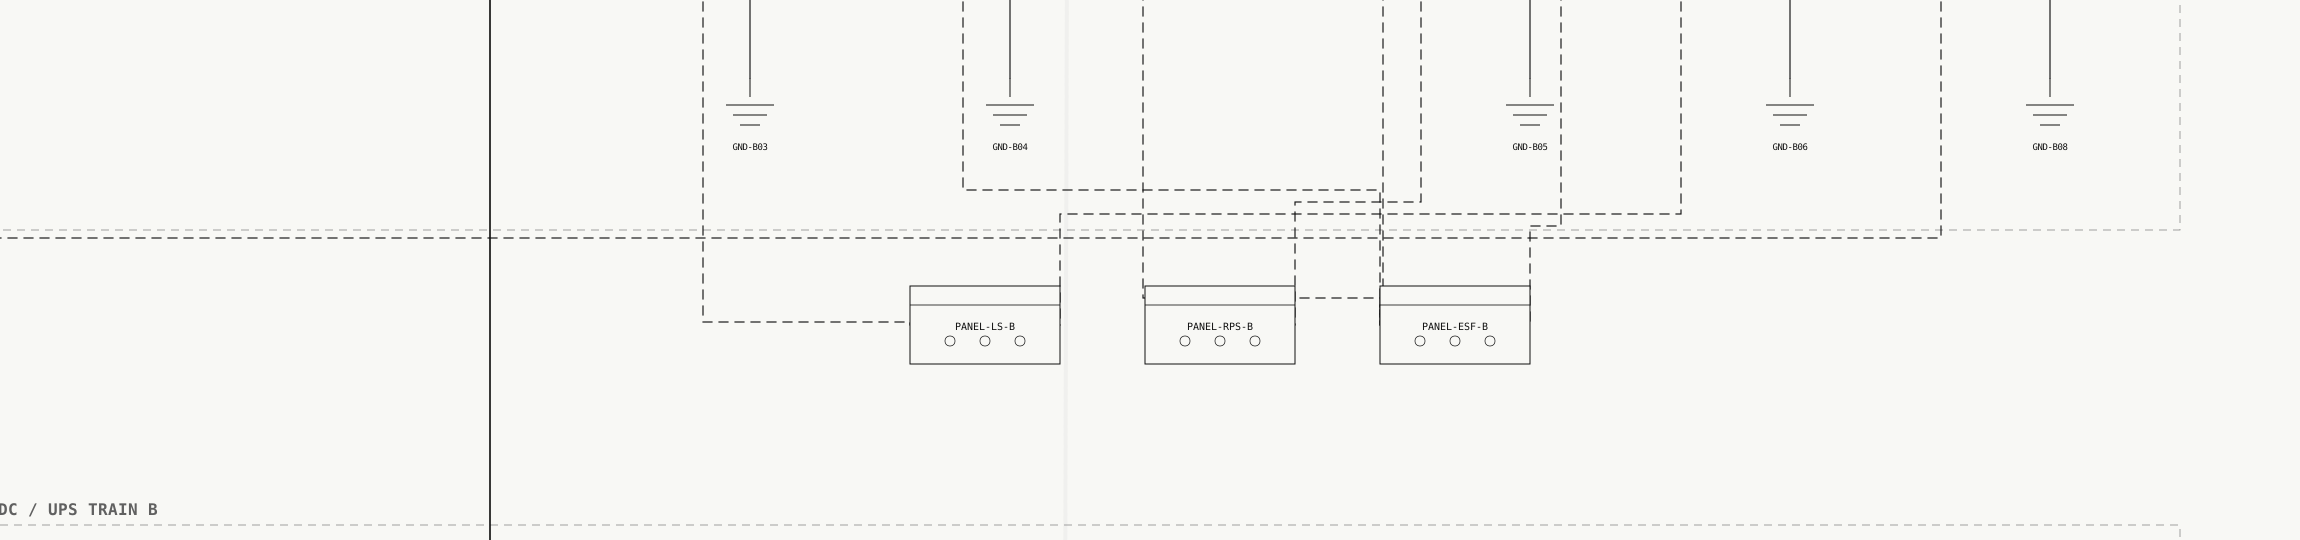 GND-B03
GND-B04
GND-B05
GND-B06
GND-B08
PANEL-LS-B
PANEL-RPS-B
PANEL-ESF-B
DC / UPS TRAIN B